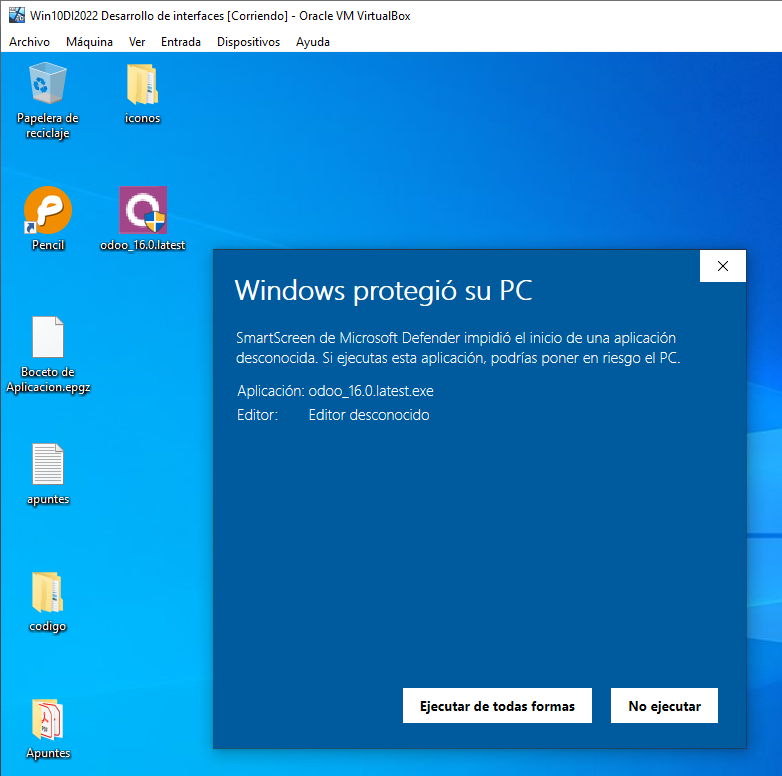 Win10DI2022 Desarrollo de interfaces [Corriendo] - Oracle VM VirtualBox
Archivo Máquina Ver Entrada Dispositivos Ayuda
Papelera de
reciclaje
iconos
Pencil
odoo_16.0.latest
Boceto de
Aplicacion.epgz
apuntes
codigo
PDF
Apuntes
Windows protegió su PC
SmartScreen de Microsoft Defender impidió el inicio de una aplicación
desconocida. Si ejecutas esta aplicación, podrías poner en riesgo el PC.
Aplicación: odoo_16.0.latest.exe
Editor: Editor desconocido
Ejecutar de todas formas
No ejecutar